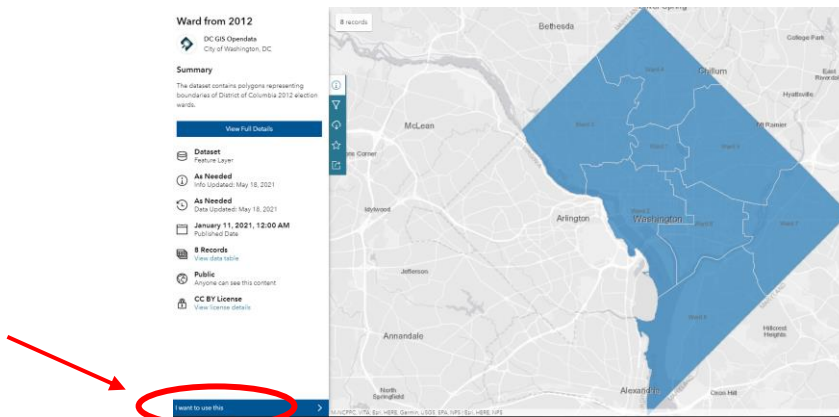 Ward from 2012
DC GIS Opendata
City of Washington, DC
Summary
The dataset contains polygons representing
boundaries of District of Columbia 2012 election
wards.
View Full Details
Dataset
Feature Layer
As Needed
Info Updated: May 18, 2021
As Needed
Data Updated: May 18, 2021
January 11, 2021, 12:00 AM
Published Date
8 Records
View data table
Public
Anyone can see this content
CC BY License
View license details
I want to use this
8 records
Bethesda
Silver Spring
College Park
Chillum
East
Riverdale
Hyattsville
Mt Rainier
McLean
Idylwood
Arlington
Washington
Jefferson
Annandale
Hillcrest
Heights
North
Springfield
Alexandria
Oxon Hill